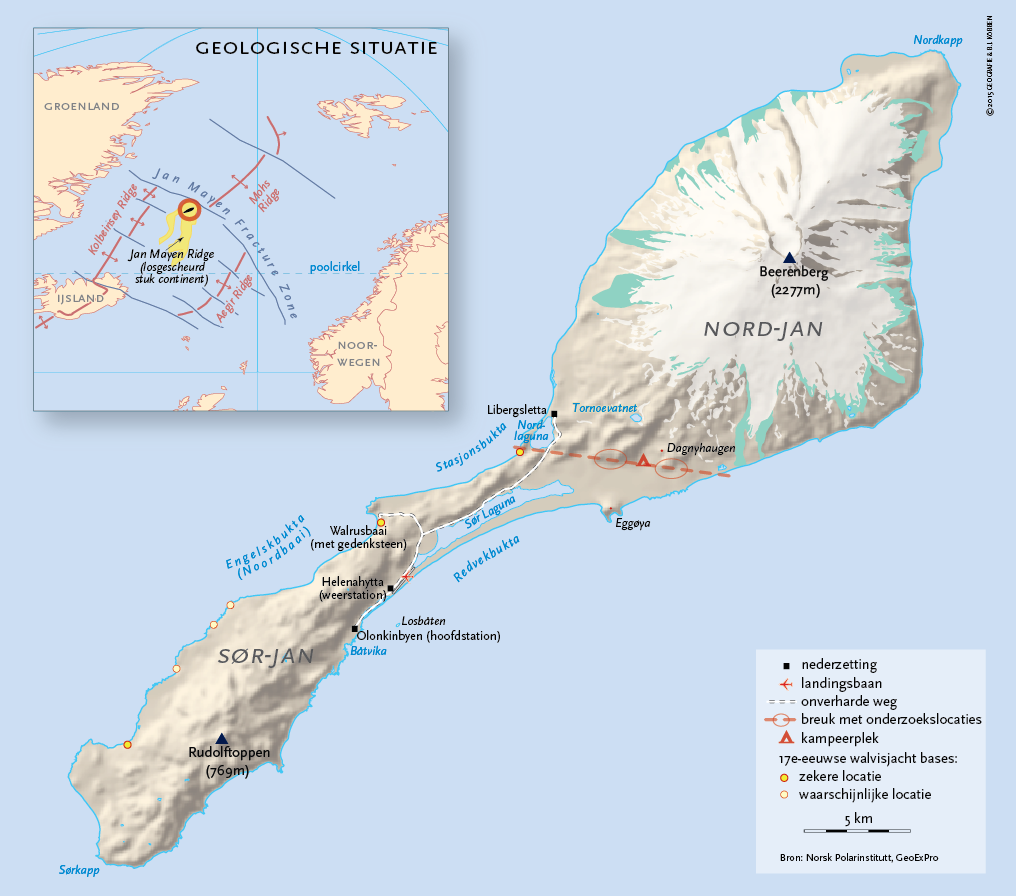 GEOLOGISCHE SITUATIE
GROENLAND
Jan Mayen Fracture Zone
Kolbeinsey Ridge
Mohs
Ridge
Jan Mayen Ridge
(losgescheurd
stuk continent)
poolcirkel
IJSLAND
Aegir Ridge
NOOR-
WEGEN
©2015 GEOGRAFIE & B.J. KÖBBEN
Nordkapp
Beerenberg
(2277m)
NORD-JAN
Libergsletta
Tornoevatnet
Nord-
laguna
Stasjonsbukta
Dagnyhaugen
Sør Laguna
Eggøya
Redvekbukta
Walrusbaai
(met gedenksteen)
Engelskbukta
(Noordbaai)
Helenahytta
(weerstation)
Losbåten
Olonkinbyen (hoofdstation)
Båtvika
SØR-JAN
Rudolftoppen
(769m)
Sørkapp
nederzetting
landingsbaan
onverharde weg
breuk met onderzoekslocaties
kampeerplek
17e-eeuwse walvisjacht bases:
zekere locatie
waarschijnlijke locatie
5 km
Bron: Norsk Polarinstitutt, GeoExPro